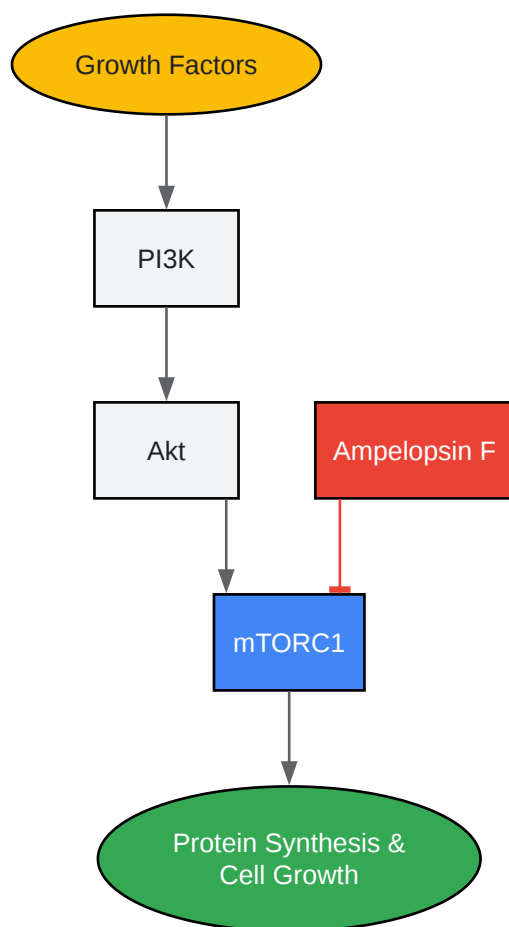 Growth Factors
PI3K
Akt
Ampelopsin F
mTORC1
Protein Synthesis &
Cell Growth